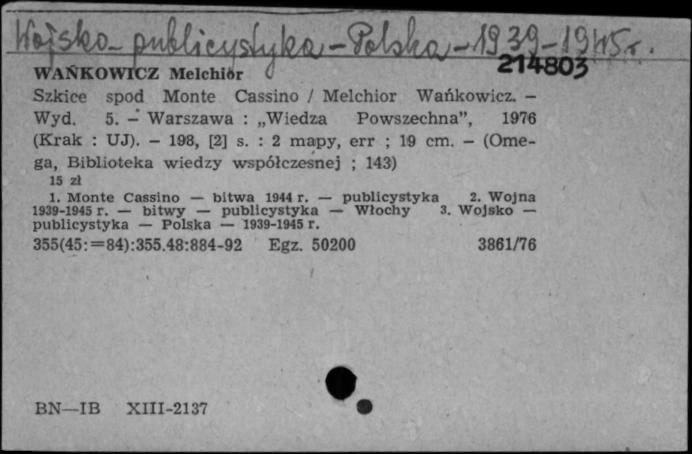 Wojsko - publicystyka - Polska - 1939-1945 r.
214803
WAŃKOWICZ Melchior
Szkice spod Monte Cassino / Melchior Wańkowicz. –
Wyd. 5. – Warszawa : „Wiedza Powszechna”, 1976
(Krak : UJ). – 198, [2] s. : 2 mapy, err ; 19 cm. – (Ome-
ga, Biblioteka wiedzy współczesnej ; 143)
15 zł
1. Monte Cassino — bitwa 1944 r. — publicystyka 2. Wojna
1939-1945 r. — bitwy — publicystyka — Włochy 3. Wojsko —
publicystyka — Polska — 1939-1945 r.
355(45:=84):355.48:884-92 Egz. 50200 3861/76
BN—IB XIII-2137